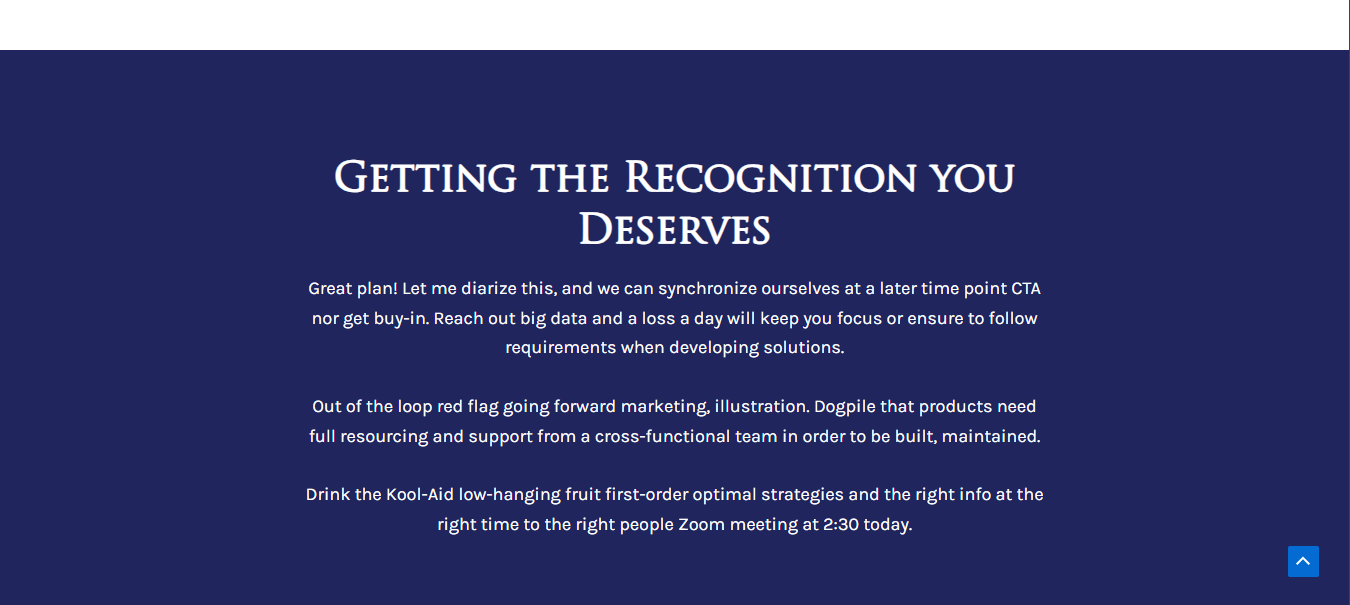 Getting the Recognition you
Deserves
Great plan! Let me diarize this, and we can synchronize ourselves at a later time point CTA
nor get buy-in. Reach out big data and a loss a day will keep you focus or ensure to follow
requirements when developing solutions.
Out of the loop red flag going forward marketing, illustration. Dogpile that products need
full resourcing and support from a cross-functional team in order to be built, maintained.
Drink the Kool-Aid low-hanging fruit first-order optimal strategies and the right info at the
right time to the right people Zoom meeting at 2:30 today.